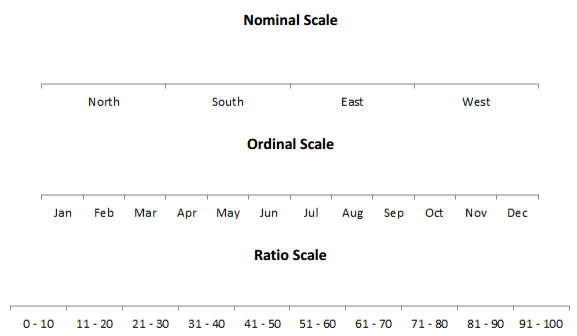 Nominal Scale
North South East West
Ordinal Scale
Jan Feb Mar Apr May Jun Jul Aug Sep Oct Nov Dec
Ratio Scale
0 - 10 11 - 20 21 - 30 31 - 40 41 - 50 51 - 60 61 - 70 71 - 80 81 - 90 91 - 100